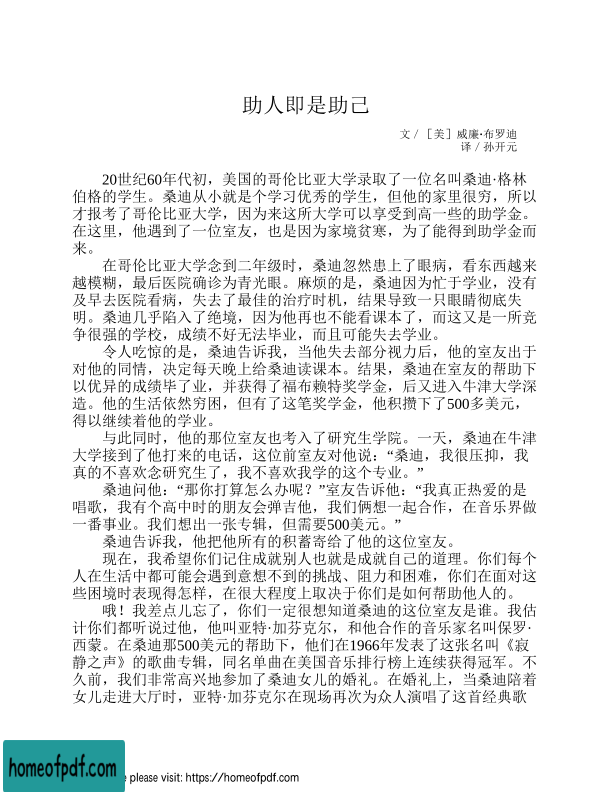 助人即是助己
文／［美］威廉·布罗迪
译／孙开元
20世纪60年代初，美国的哥伦比亚大学录取了一位名叫桑迪·格林
伯格的学生。桑迪从小就是个学习优秀的学生，但他的家里很穷，所以
才报考了哥伦比亚大学，因为来这所大学可以享受到高一些的助学金。
在这里，他遇到了一位室友，也是因为家境贫寒，为了能得到助学金而
来。
在哥伦比亚大学念到二年级时，桑迪忽然患上了眼病，看东西越来
越模糊，最后医院确诊为青光眼。麻烦的是，桑迪因为忙于学业，没有
及早去医院看病，失去了最佳的治疗时机，结果导致一只眼睛彻底失
明。桑迪几乎陷入了绝境，因为他再也不能看课本了，而这又是一所竞
争很强的学校，成绩不好无法毕业，而且可能失去学业。
令人吃惊的是，桑迪告诉我，当他失去部分视力后，他的室友出于
对他的同情，决定每天晚上给桑迪读课本。结果，桑迪在室友的帮助下
以优异的成绩毕了业，并获得了福布赖特奖学金，后又进入牛津大学深
造。他的生活依然穷困，但有了这笔奖学金，他积攒下了500多美元，
得以继续着他的学业。
与此同时，他的那位室友也考入了研究生学院。一天，桑迪在牛津
大学接到了他打来的电话，这位前室友对他说：“桑迪，我很压抑，我
真的不喜欢念研究生了，我不喜欢我学的这个专业。”
桑迪问他：“那你打算怎么办呢？”室友告诉他：“我真正热爱的是
唱歌，我有个高中时的朋友会弹吉他，我们俩想一起合作，在音乐界做
一番事业。我们想出一张专辑，但需要500美元。”
桑迪告诉我，他把他所有的积蓄寄给了他的这位室友。
现在，我希望你们记住成就别人也就是成就自己的道理。你们每个
人在生活中都可能会遇到意想不到的挑战、阻力和困难，你们在面对这
些困境时表现得怎样，在很大程度上取决于你们是如何帮助他人的。
哦！我差点儿忘了，你们一定很想知道桑迪的这位室友是谁。我估
计你们都听说过他，他叫亚特·加芬克尔，和他合作的音乐家名叫保罗·
西蒙。在桑迪那500美元的帮助下，他们在1966年发表了这张名叫《寂
静之声》的歌曲专辑，同名单曲在美国音乐排行榜上连续获得冠军。不
久前，我们非常高兴地参加了桑迪女儿的婚礼。在婚礼上，当桑迪陪着
女儿走进大厅时，亚特·加芬克尔在现场再次为众人演唱了这首经典歌
homeofpdf.com
e please visit: https://homeofpdf.com